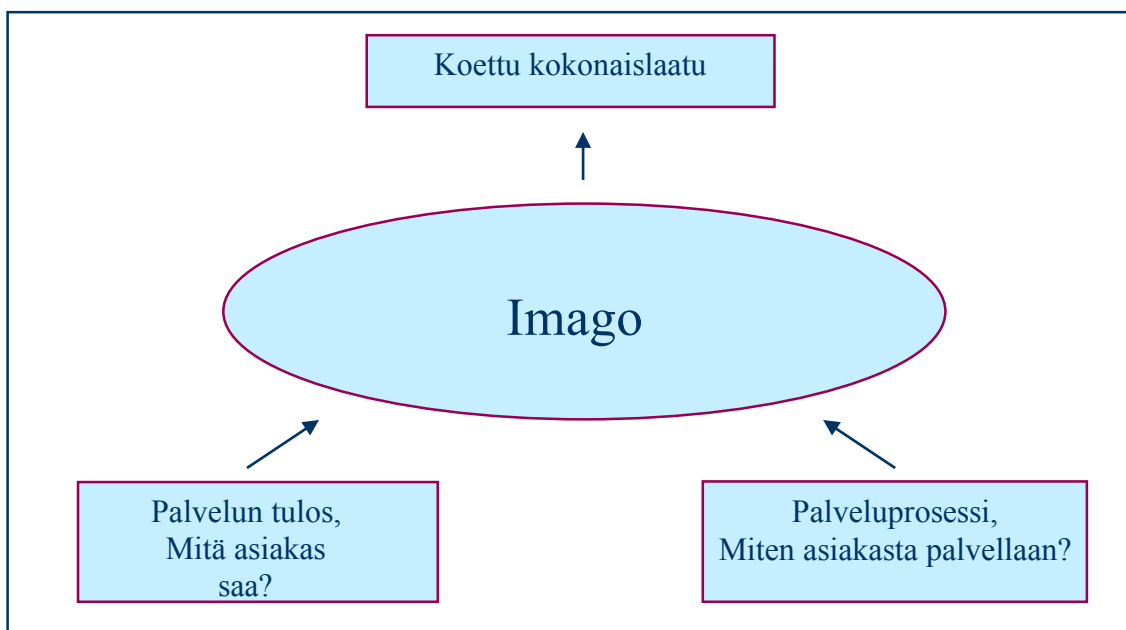 Koettu kokonaislaatu
Imago
Palvelun tulos,
Mitä asiakas
saa?
Palveluprosessi,
Miten asiakasta palvellaan?